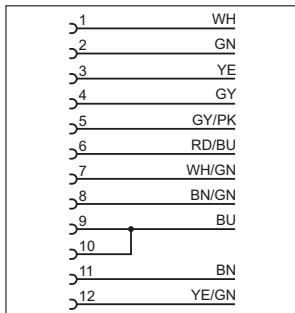 1 WH
2 GN
3 YE
4 GY
5 GY/PK
6 RD/BU
7 WH/GN
8 BN/GN
9 BU
10
11 BN
12 YE/GN